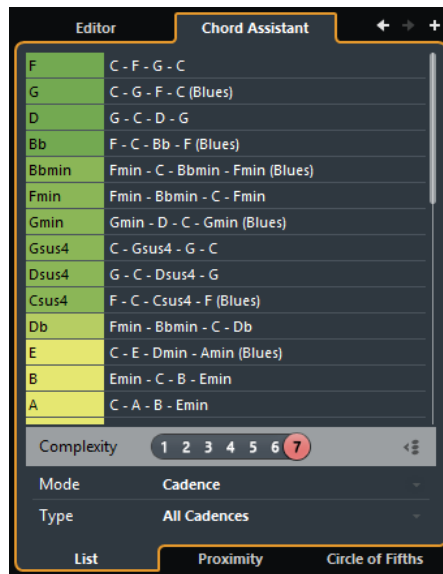 Editor Chord Assistant
F C - F - G - C
G C - G - F - C (Blues)
D G - C - D - G
Bb F - C - Bb - F (Blues)
Bbmin Fmin - C - Bbmin - Fmin (Blues)
Fmin Fmin - Bbmin - C - Fmin
Gmin Gmin - D - C - Gmin (Blues)
Gsus4 C - Gsus4 - G - C
Dsus4 G - C - Dsus4 - G
Csus4 F - C - Csus4 - F (Blues)
Db Fmin - Bbmin - C - Db
E C - E - Dmin - Amin (Blues)
B Emin - C - B - Emin
A C - A - B - Emin
Complexity 1 2 3 4 5 6 7
Mode Cadence
Type All Cadences
List Proximity Circle of Fifths